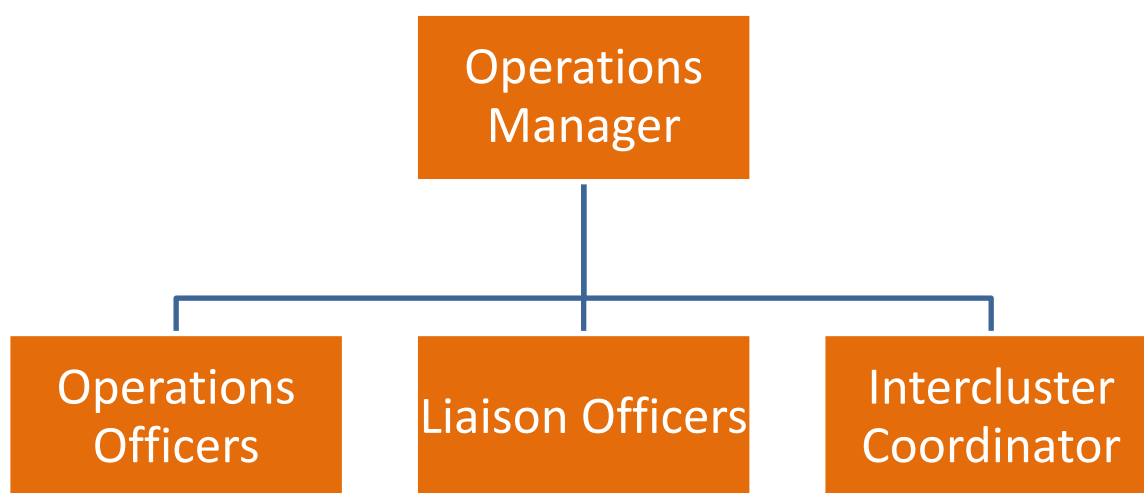 Operations
Manager
Operations
Officers
Liaison Officers
Intercluster
Coordinator